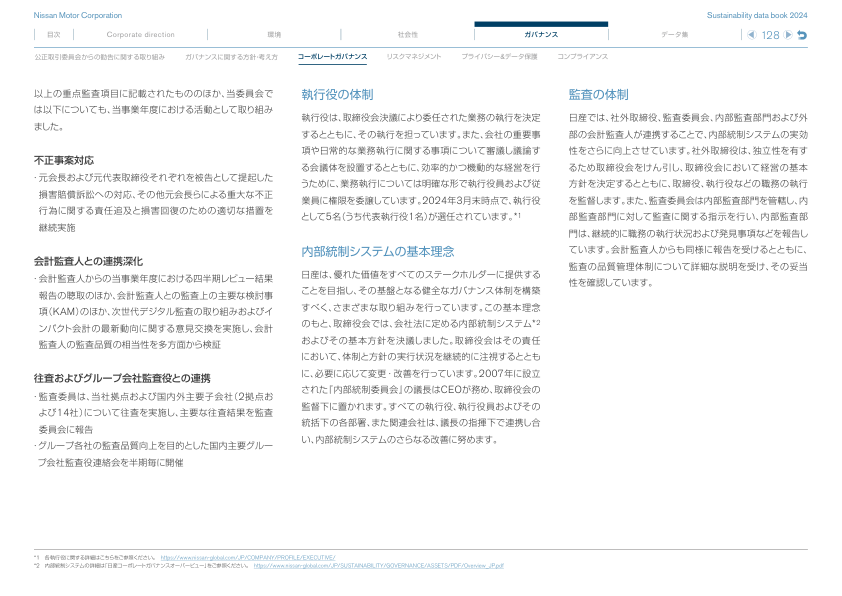 Nissan Motor Corporation
Sustainability data book 2024
目次
Corporate direction
環境
社会性
ガバナンス
データ集
128
公正取引委員会からの勧告に関する取り組み
ガバナンスに関する方針・考え方
コーポレートガバナンス
リスクマネジメント
プライバシー&データ保護
コンプライアンス
以上の重点監査項目に記載されたもののほか、当委員会で
は以下についても、当事業年度における活動として取り組み
ました。
不正事案対応
・元会長および元代表取締役それぞれを被告として提起した
損害賠償訴訟への対応、その他元会長らによる重大な不正
行為に関する責任追及と損害回復のための適切な措置を
継続実施
会計監査人との連携深化
・会計監査人からの当事業年度における四半期レビュー結果
報告の聴取のほか、会計監査人との監査上の主要な検討事
項（KAM）のほか、次世代デジタル監査の取り組みおよびイ
ンパクト会計の最新動向に関する意見交換を実施し、会計
監査人の監査品質の相当性を多方面から検証
往査およびグループ会社監査役との連携
・監査委員は、当社拠点および国内外主要子会社（2拠点お
よび14社）について往査を実施し、主要な往査結果を監査
委員会に報告
・グループ各社の監査品質向上を目的とした国内主要グルー
プ会社監査役連絡会を半期毎に開催
執行役の体制
執行役は、取締役会決議により委任された業務の執行を決定
するとともに、その執行を担っています。また、会社の重要事
項や日常的な業務執行に関する事項について審議し議論す
る会議体を設置するとともに、効率的かつ機動的な経営を行
うために、業務執行については明確な形で執行役員および従
業員に権限を委譲しています。2024年3月末時点で、執行役
として5名（うち代表執行役1名）が選任されています。*1
内部統制システムの基本理念
日産は、優れた価値をすべてのステークホルダーに提供する
ことを目指し、その基盤となる健全なガバナンス体制を構築
すべく、さまざまな取り組みを行っています。この基本理念
のもと、取締役会では、会社法に定める内部統制システム*2
およびその基本方針を決議しました。取締役会はその責任
において、体制と方針の実行状況を継続的に注視するととも
に、必要に応じて変更・改善を行っています。2007年に設立
された「内部統制委員会」の議長はCEOが務め、取締役会の
監督下に置かれます。すべての執行役、執行役員およびその
統括下の各部署、また関連会社は、議長の指揮下で連携し合
い、内部統制システムのさらなる改善に努めます。
監査の体制
日産では、社外取締役、監査委員会、内部監査部門および外
部の会計監査人が連携することで、内部統制システムの実効
性をさらに向上させています。社外取締役は、独立性を有す
るため取締役会をけん引し、取締役会において経営の基本
方針を決定するとともに、取締役、執行役などの職務の執行
を監督します。また、監査委員会は内部監査部門を管轄し、内
部監査部門に対して監査に関する指示を行い、内部監査部
門は、継続的に職務の執行状況および発見事項などを報告し
ています。会計監査人からも同様に報告を受けるとともに、
監査の品質管理体制について詳細な説明を受け、その妥当
性を確認しています。
*1 各執行役に関する詳細はこちらをご参照ください。 https://www.nissan-global.com/JP/COMPANY/PROFILE/EXECUTIVE/
*2 内部統制システムの詳細は「日産コーポレートガバナンスオーバービュー」をご参照ください。 https://www.nissan-global.com/JP/SUSTAINABILITY/GOVERNANCE/ASSETS/PDF/Overview_JP.pdf